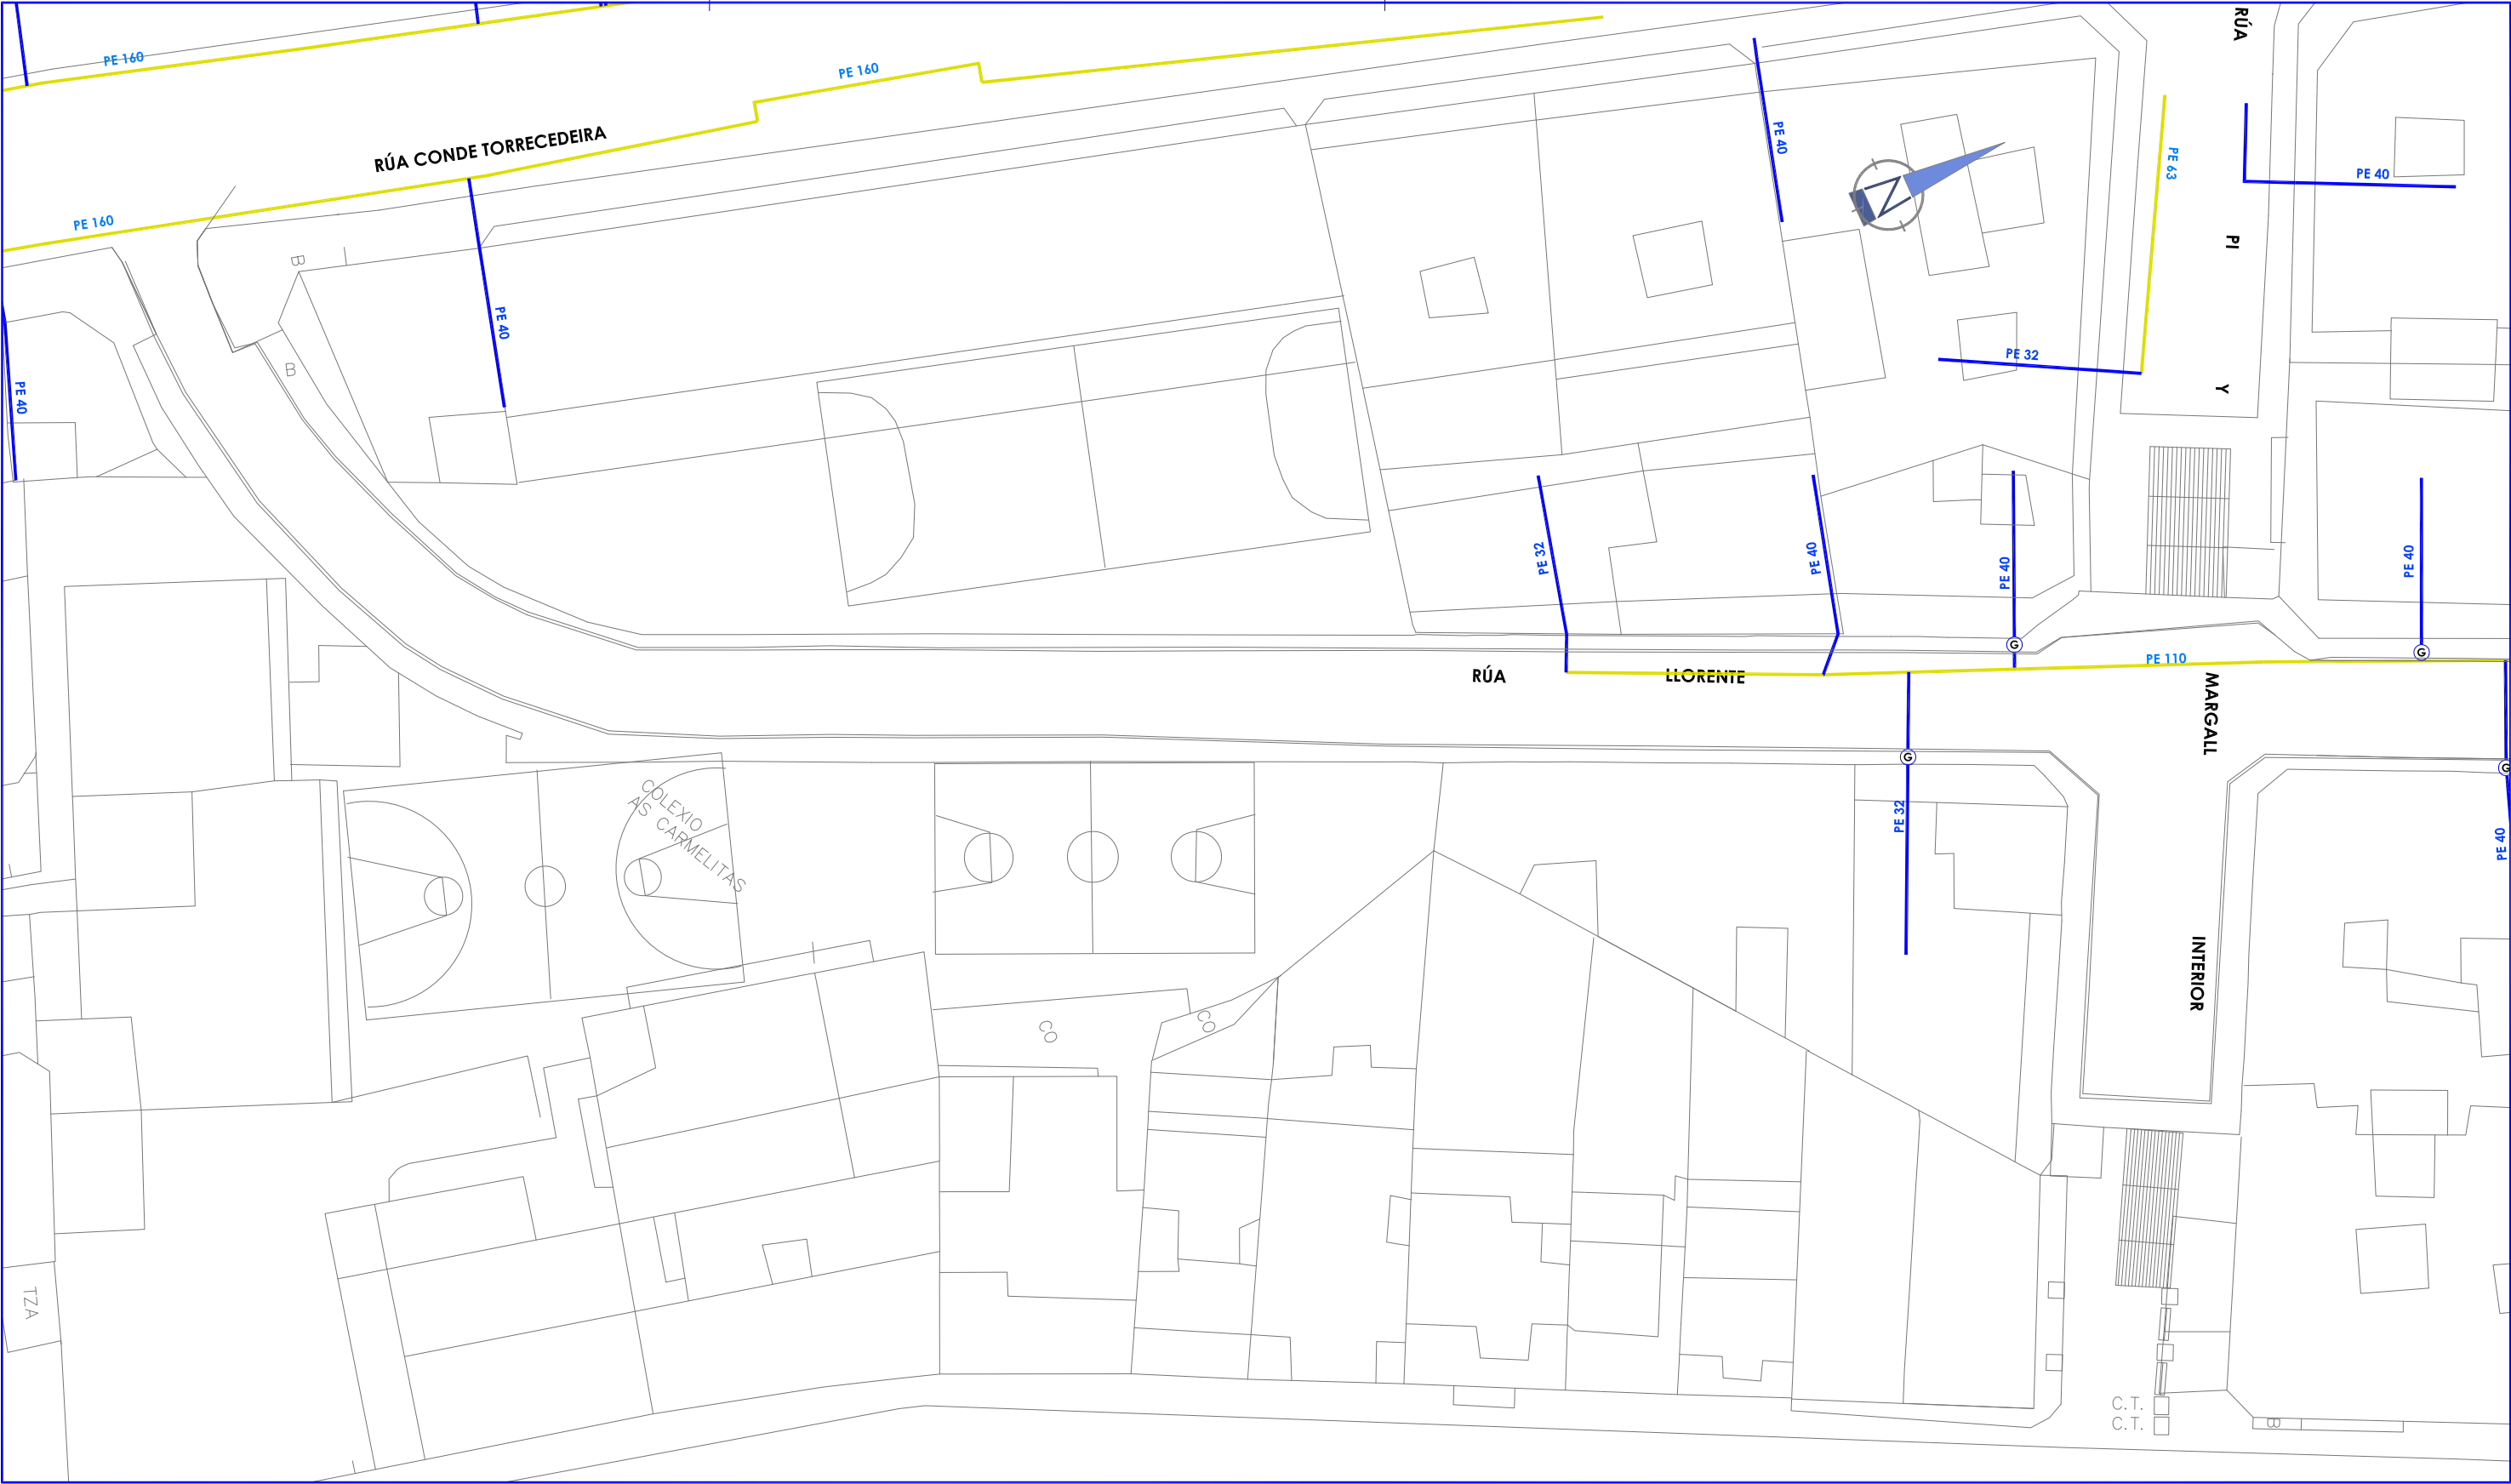 RÚA
PE 160
PE 160
RÚA CONDE TORRECEDEIRA
PE 40
PE 63
PE 40
N
PE 160
PI
B
PE 40
PE 32
B
PE 40
Y
PE 32
PE 40
PE 40
PE 40
G
G
PE 110
RÚA
LLORENTE
MARGALL
G
G
COLEXIO
AS CARMELITAS
PE 32
PE 40
INTERIOR
CO
CO
TZA
C.T.
C.T.
B